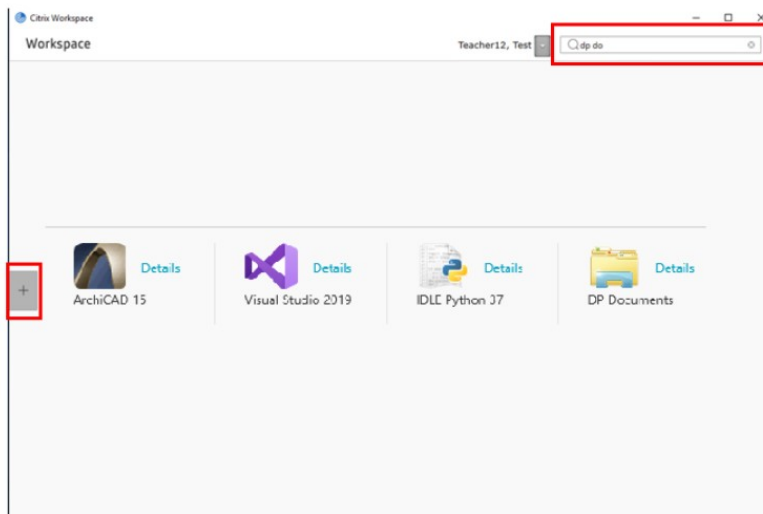 Citrix Workspace
Workspace
Teacher12, Test
dp do
Details
ArchiCAD 15
Details
Visual Studio 2019
Details
IDLE Python 37
Details
DP Documents